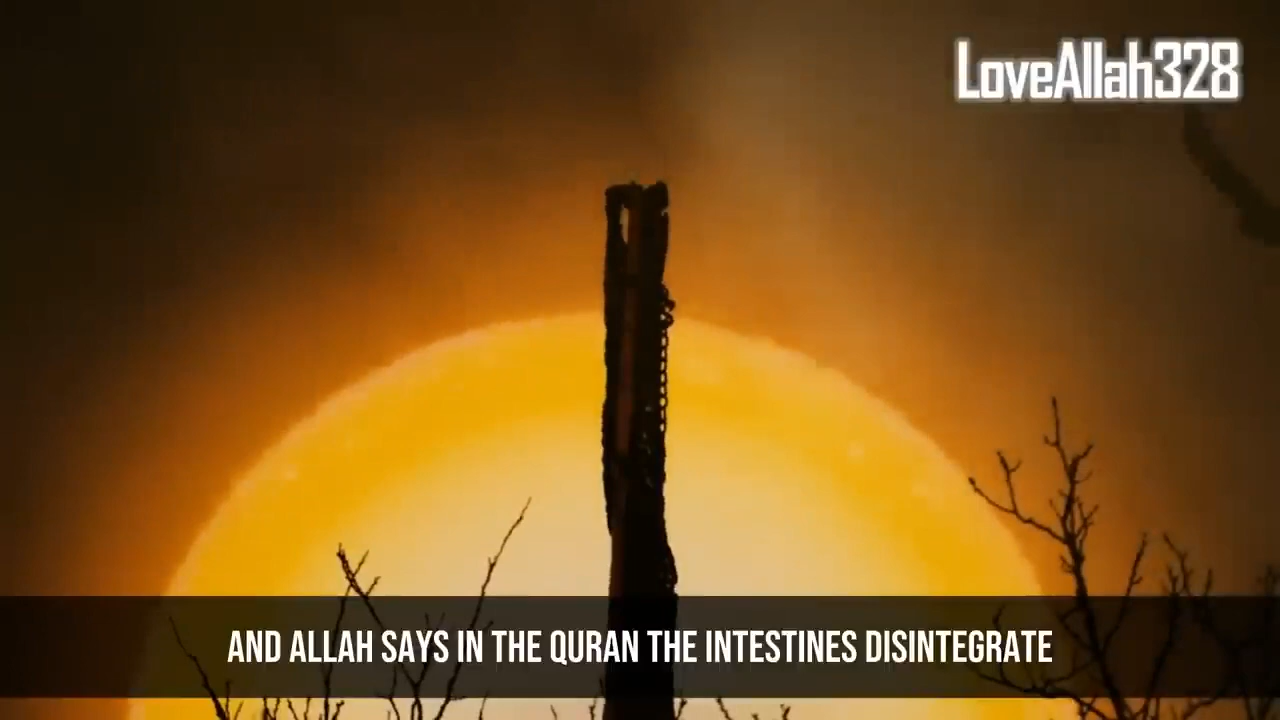 LoveAllah328
AND ALLAH SAYS IN THE QURAN THE INTESTINES DISINTEGRATE